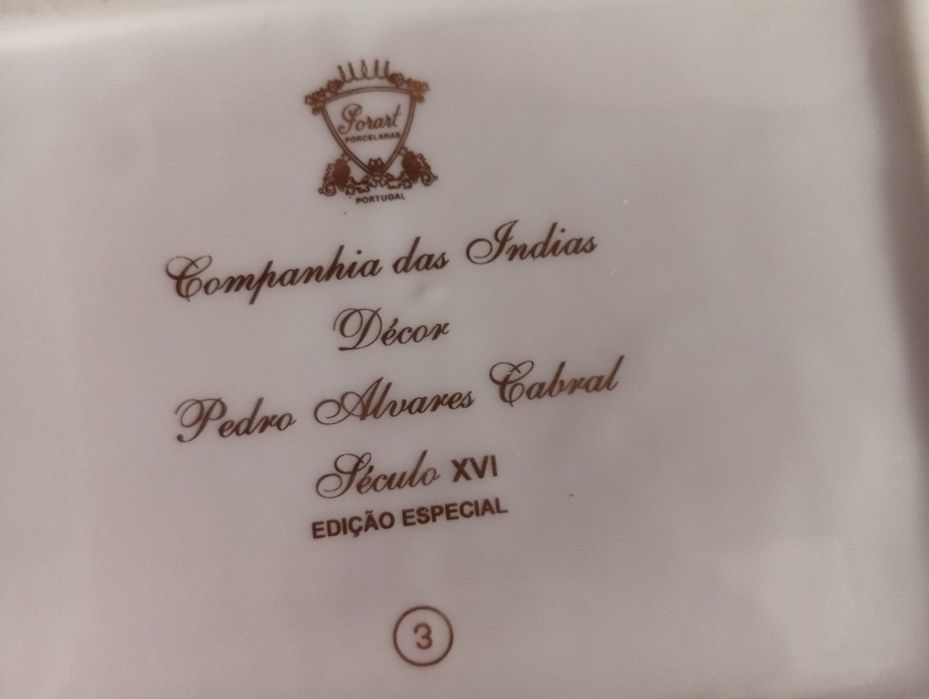 Porart
PORCELANAS
PORTUGAL
Companhia das Indias
Décor
Pedro Alvares Cabral
Século XVI
EDIÇÃO ESPECIAL
3